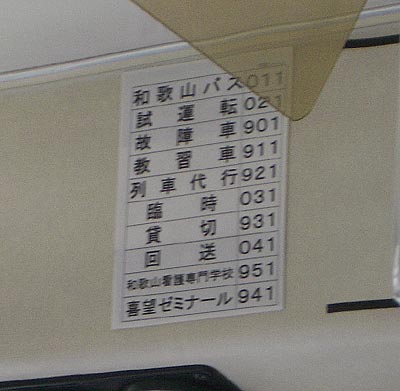 和歌山バス 011
試運転 021
故障車 901
教習車 911
列車代行 921
臨時 031
貸切 931
回送 041
和歌山看護専門学校 951
喜望ゼミナール 941